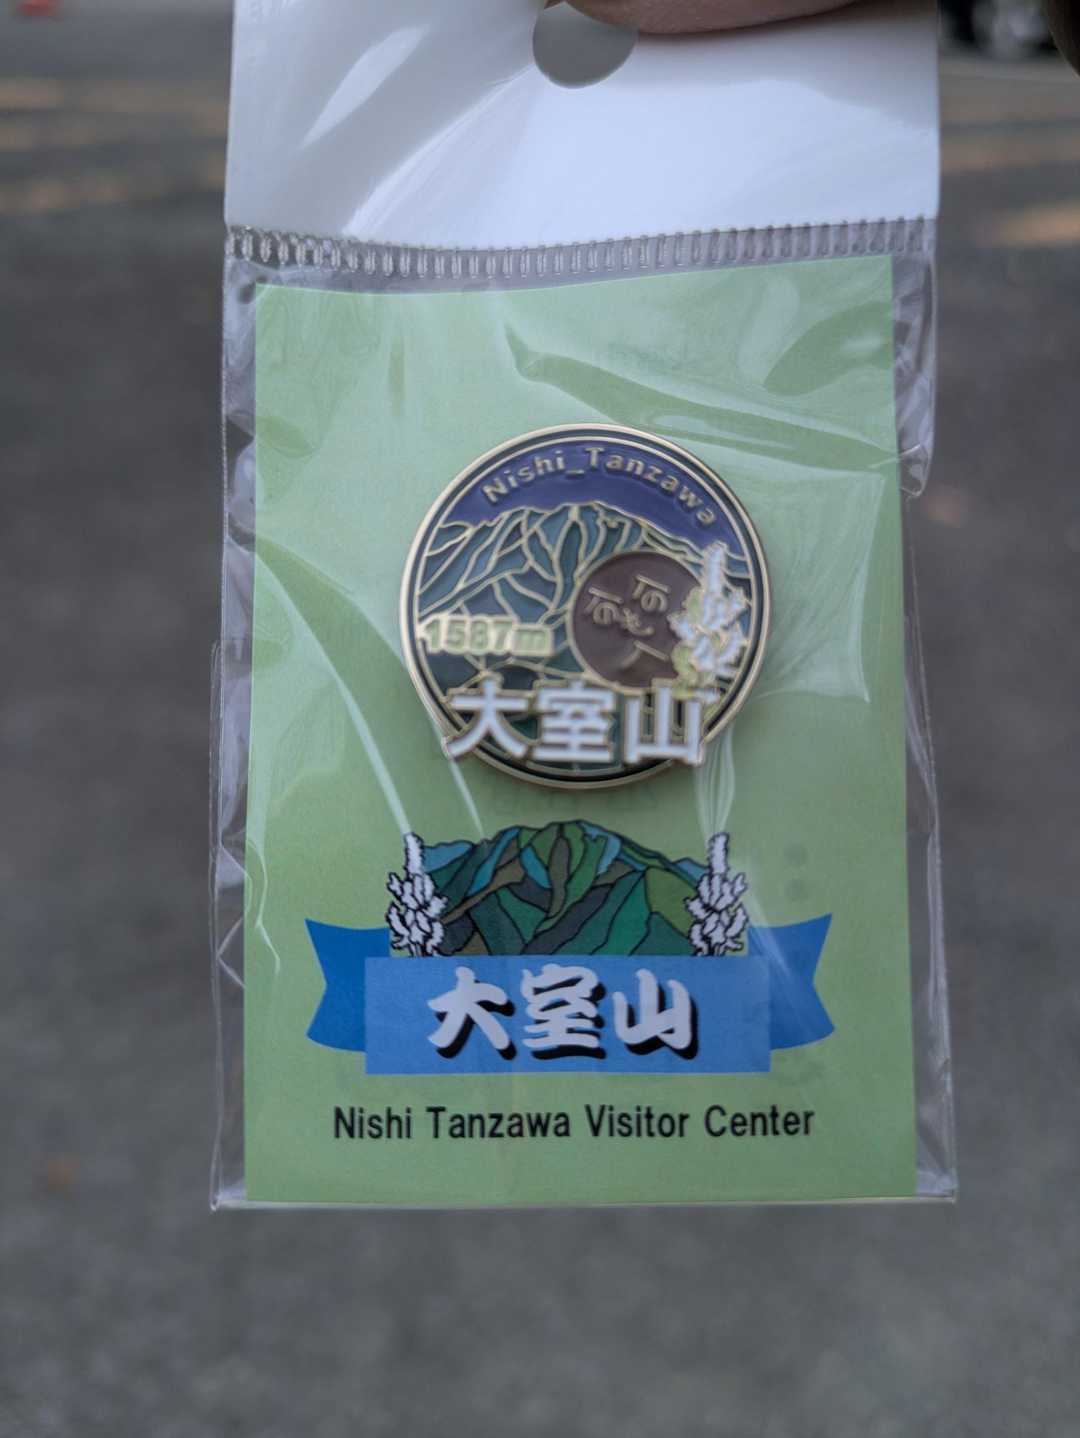 Nishi_Tanzawa
1587m
大室山
大室山
Nishi Tanzawa Visitor Center